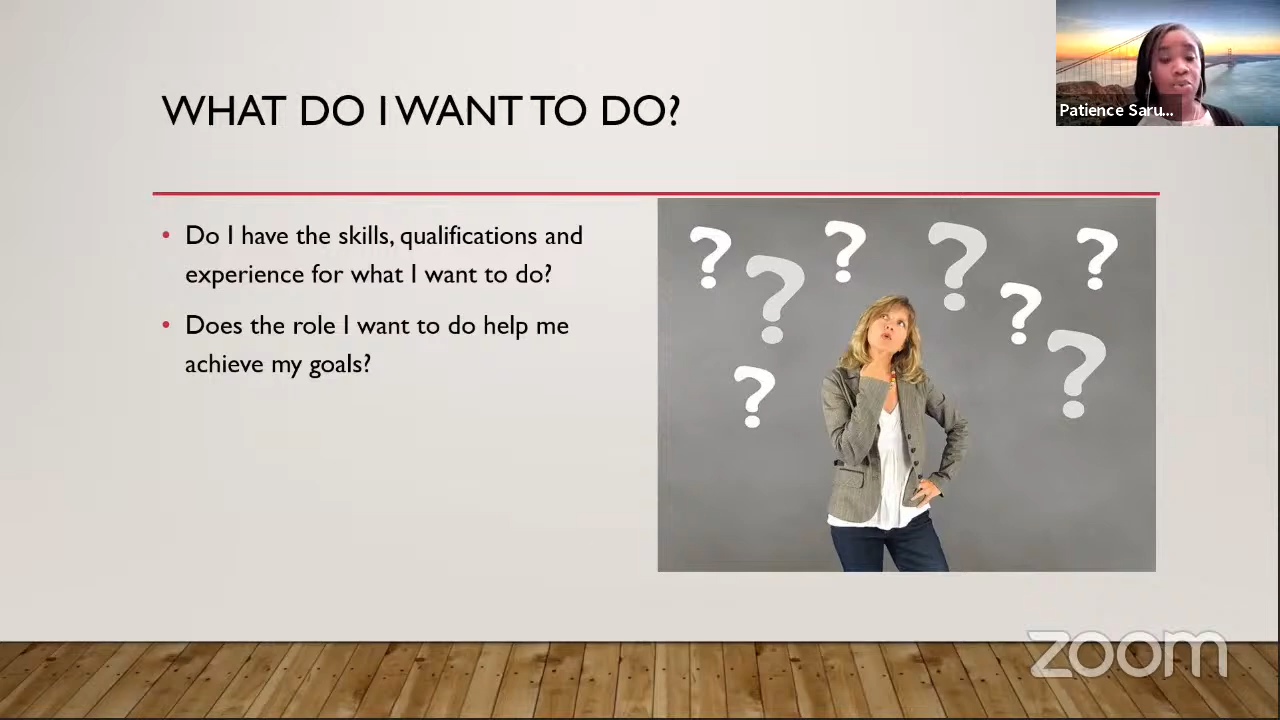 WHAT DO I WANT TO DO?
• Do I have the skills, qualifications and
experience for what I want to do?
• Does the role I want to do help me
achieve my goals?
? ? ? ? ? ? ? ?
Patience Saru...
zoom